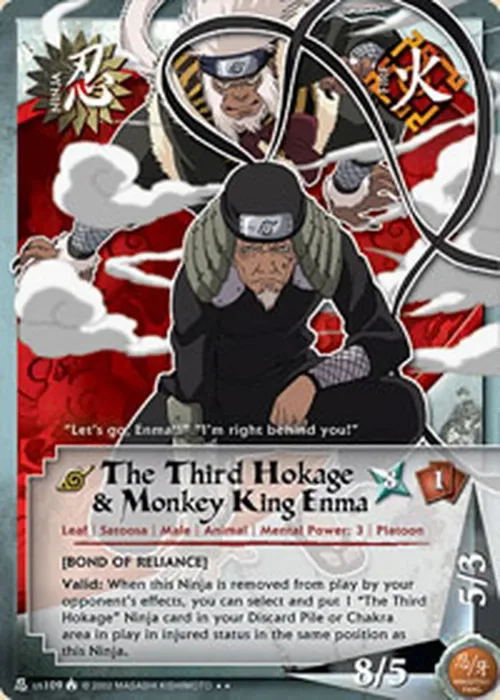 NINJA
忍
火
"Let's go, Enma!!" "I'm right behind you!"
The Third Hokage
& Monkey King Enma
3
1
Leaf | Satoosa | Male | Animal | Mental Power: 3 | Platoon
[BOND OF RELIANCE]
Valid: When this Ninja is removed from play by your
opponent's effects, you can select and put 1 "The Third
Hokage" Ninja card in your Discard Pile or Chakra
area in play in injured status in the same position as
this Ninja.
5/3
8/5
© 2002 MASASHI KISHIMOTO